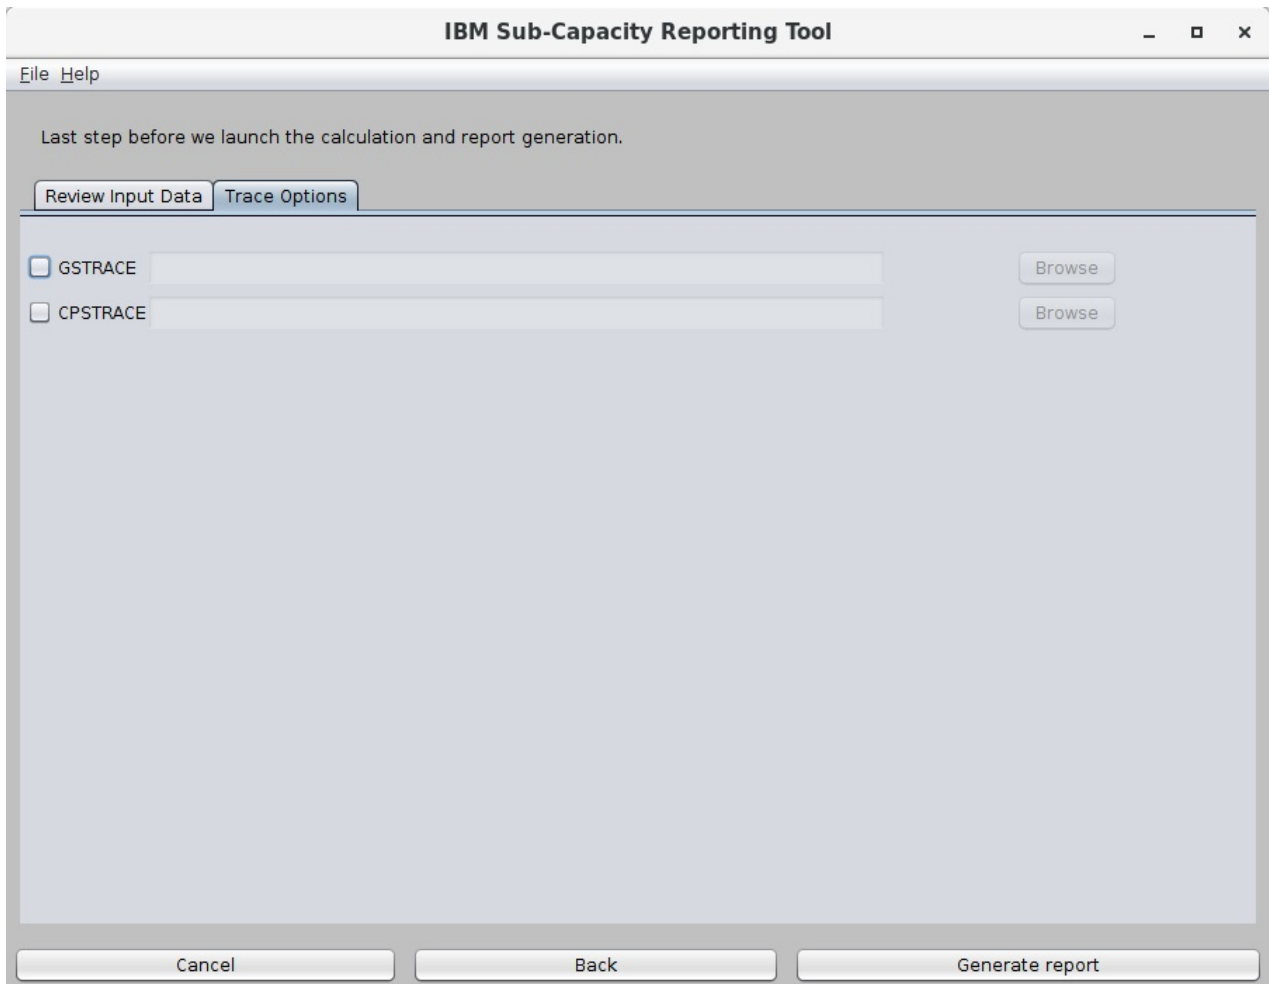 IBM Sub-Capacity Reporting Tool
File Help
Last step before we launch the calculation and report generation.
Review Input Data Trace Options
GSTRACE Browse
CPSTRACE Browse
Cancel Back Generate report